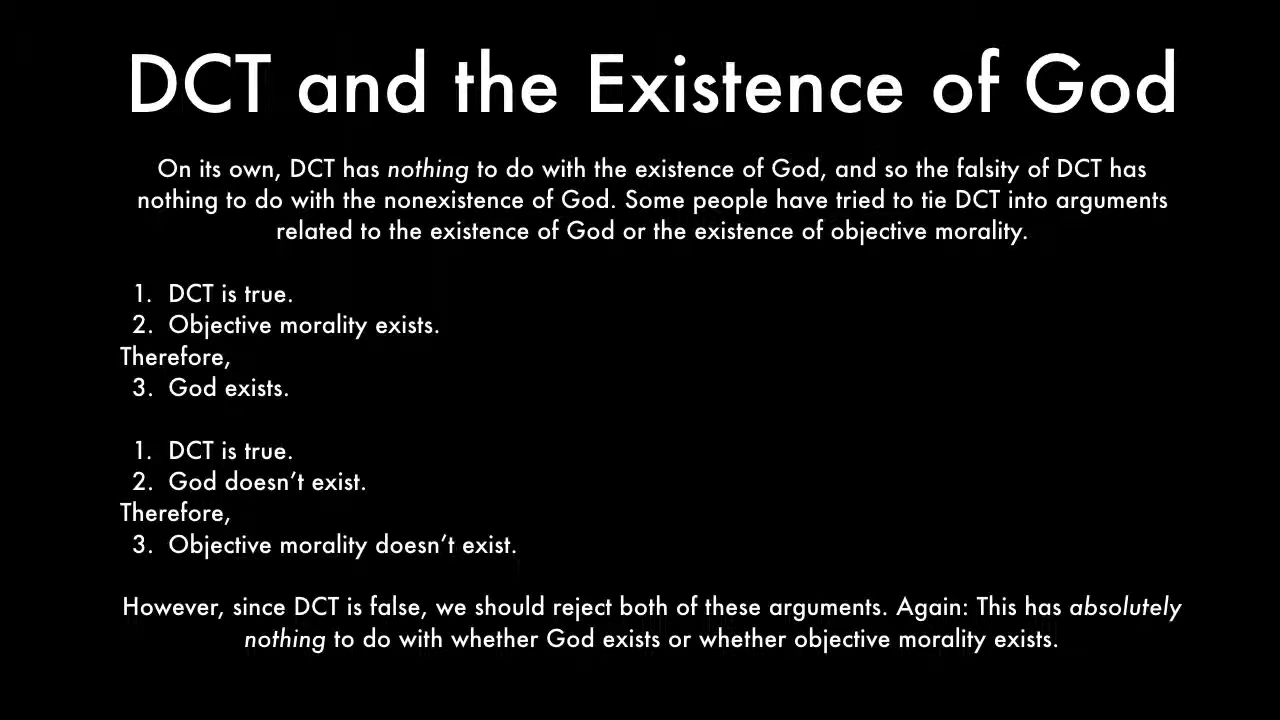 DCT and the Existence of God
On its own, DCT has nothing to do with the existence of God, and so the falsity of DCT has
nothing to do with the nonexistence of God. Some people have tried to tie DCT into arguments
related to the existence of God or the existence of objective morality.
1. DCT is true.
2. Objective morality exists.
Therefore,
3. God exists.
1. DCT is true.
2. God doesn’t exist.
Therefore,
3. Objective morality doesn’t exist.
However, since DCT is false, we should reject both of these arguments. Again: This has absolutely
nothing to do with whether God exists or whether objective morality exists.